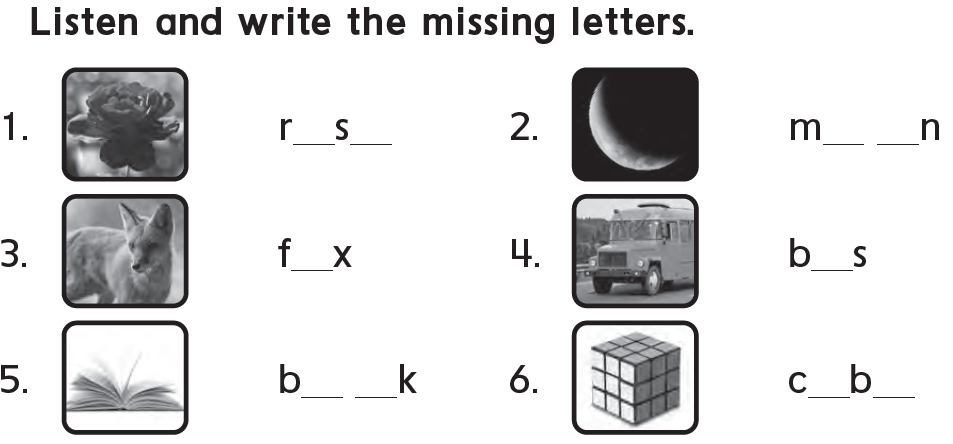 Listen and write the missing letters.
1. r__s__ 2. m__ __n
3. f__x 4. b__s
5. b__ __k 6. c__b__